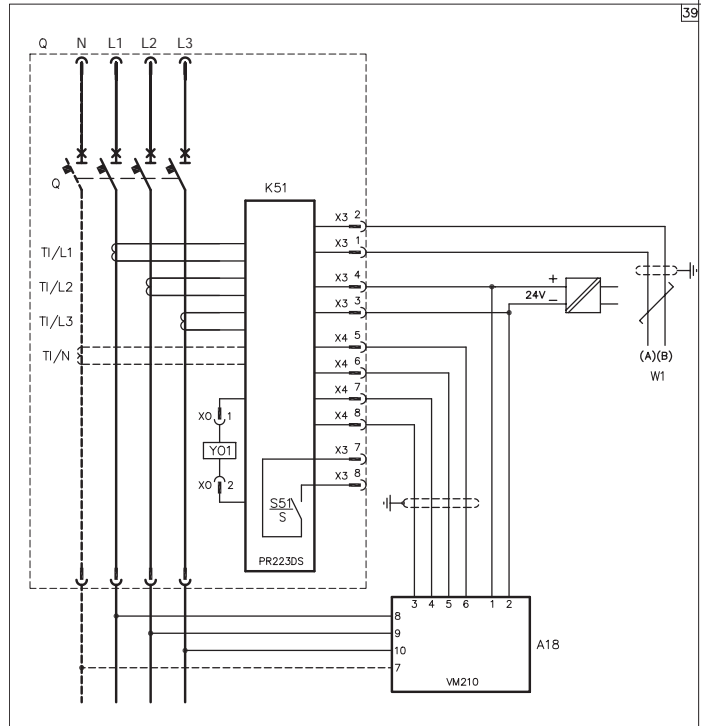 39
Q N L1 L2 L3
Q
K51
X3 2
X3 1
TI/L1
X3 4
+
TI/L2
24V
X3 3
–
TI/L3
X4 5
TI/N
X4 6
(A)(B)
W1
X4 7
X0 1
X4 8
Y01
X3 7
X0 2
X3 8
S51
S
PR223DS
3 4 5 6 1 2
8
9
A18
10
7
VM210